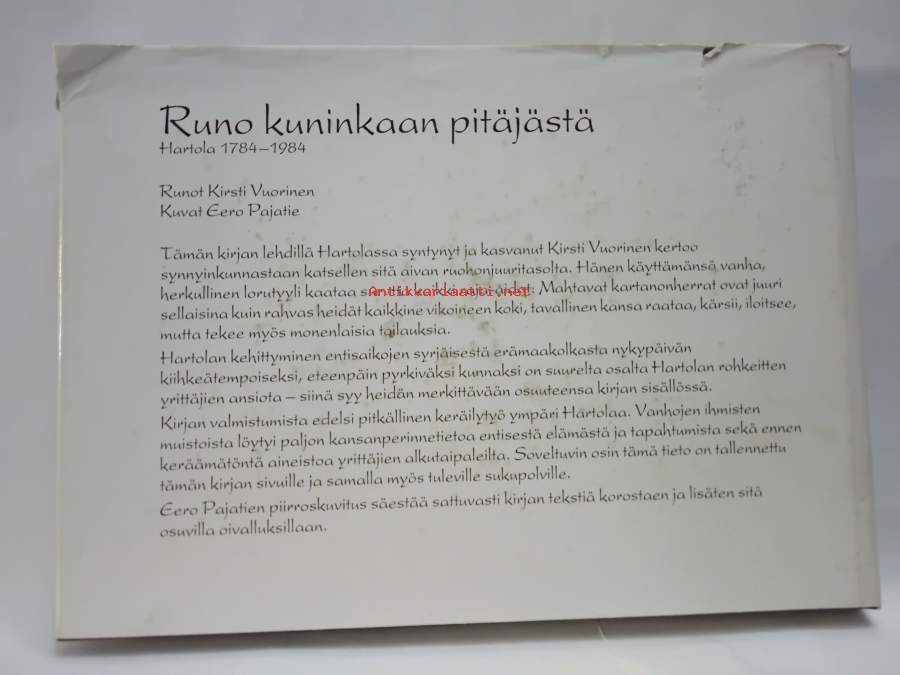 Runo kuninkaan pitäjästä
Hartola 1784–1984
Runot Kirsti Vuorinen
Kuvat Eero Pajatie
Tämän kirjan lehdillä Hartolassa syntynyt ja kasvanut Kirsti Vuorinen kertoo
synnyinkunnastaan katsellen sitä aivan ruohonjuuritasolta. Hänen käyttämänsä vanha,
herkullinen lorutyyli kaataa
Antikvariaatti.net
Mahtavat kartanonherrat ovat juuri
sellaisina kuin rahvas heidät kaikkine vikoineen koki, tavallinen kansa raataa, kärsii, iloitsee,
mutta tekee myös monenlaisia tailauksia.
Hartolan kehittyminen entisaikojen syrjäisestä erämaakolkasta nykypäivän
kiihkeätempoiseksi, eteenpäin pyrkiväksi kunnaksi on suurelta osalta Hartolan rohkeitten
yrittäjien ansiota – siinä syy heidän merkittävään osuuteensa kirjan sisällössä.
Kirjan valmistumista edelsi pitkällinen keräilytyö ympäri Hartolaa. Vanhojen ihmisten
muistoista löytyi paljon kansanperinnetietoa entisestä elämästä ja tapahtumista sekä ennen
keräämätöntä aineistoa yrittäjien alkutaipaleilta. Soveltuvin osin tämä tieto on tallennettu
tämän kirjan sivuille ja samalla myös tuleville sukupolville.
Eero Pajatien piirroskuvitus säestää sattuvasti kirjan tekstiä korostaen ja lisäten sitä
osuvilla oivalluksillaan.